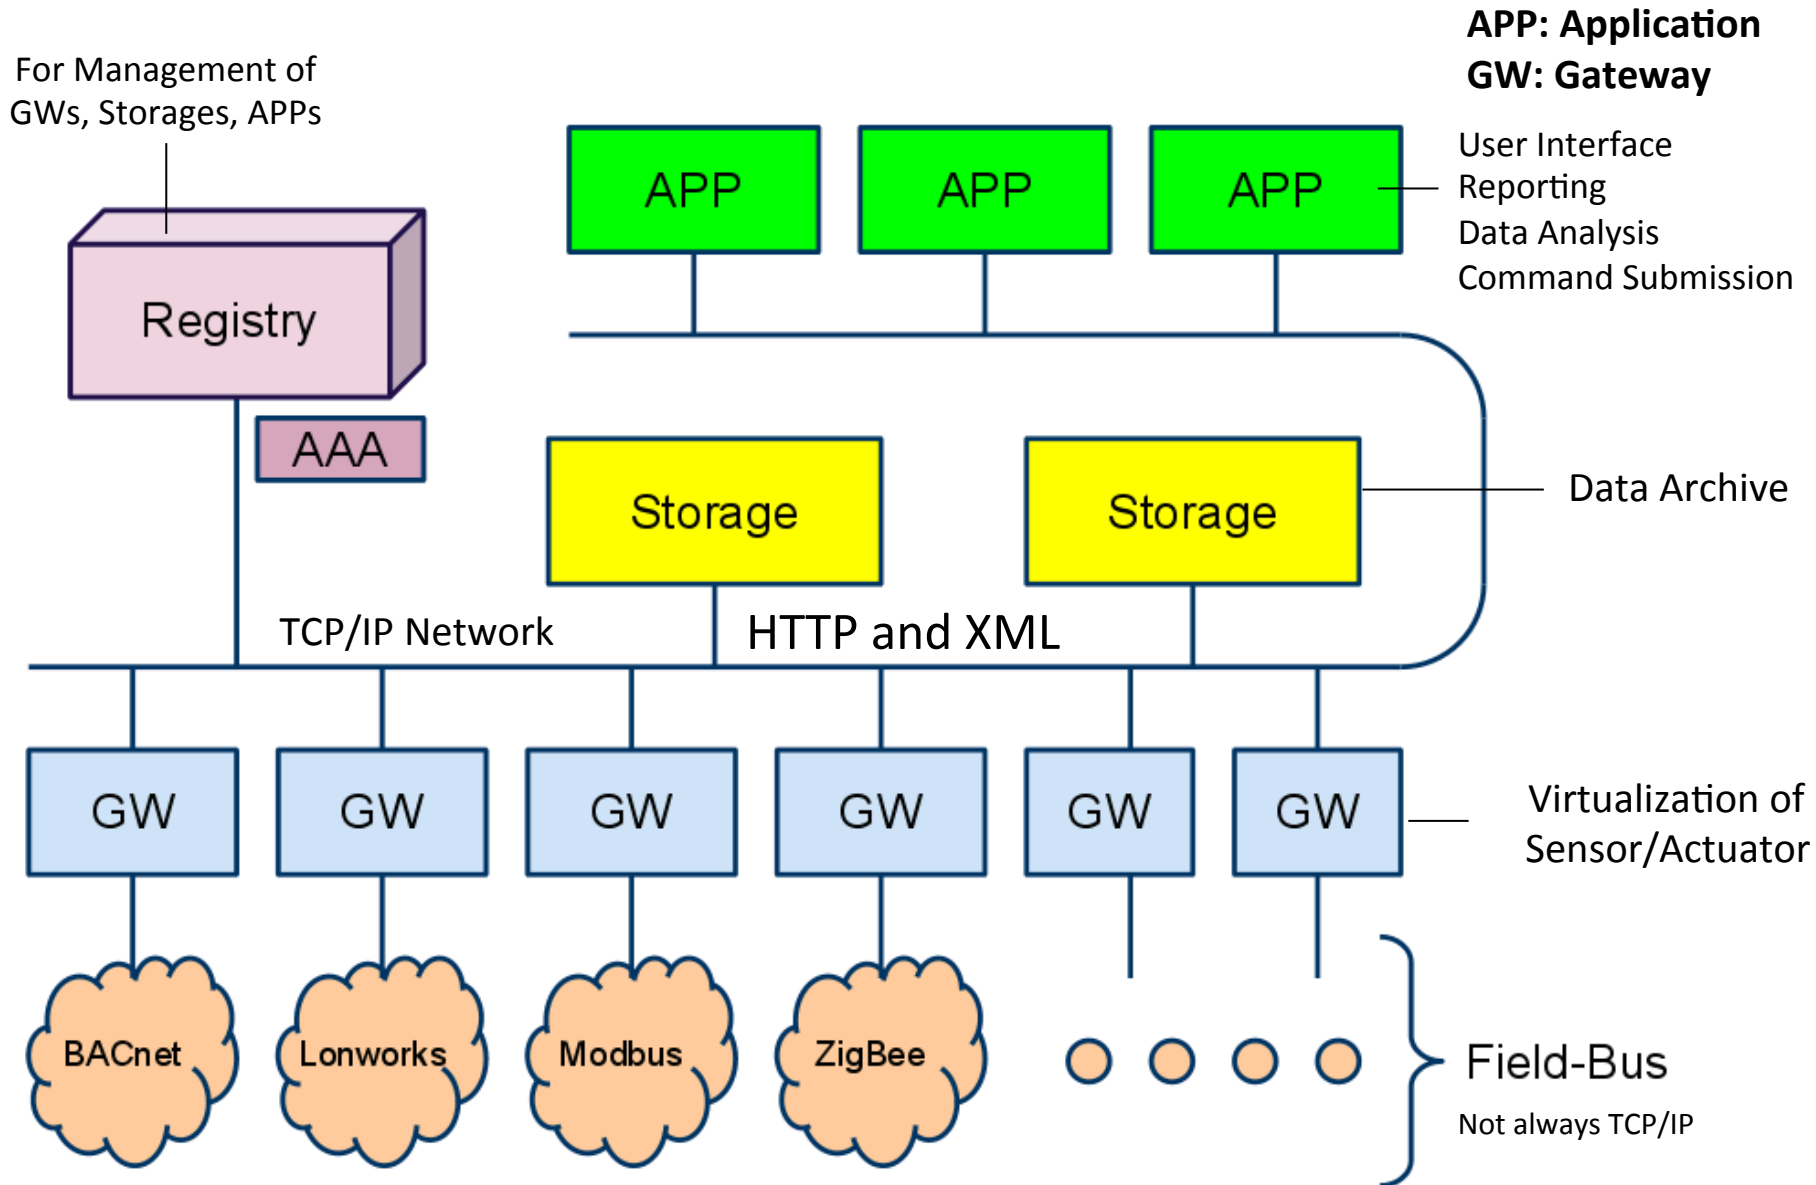 APP: Application
GW: Gateway
For Management of
GWs, Storages, APPs
APP
APP
APP
User Interface
Reporting
Data Analysis
Command Submission
Registry
AAA
Storage
Storage
Data Archive
TCP/IP Network
HTTP and XML
GW
GW
GW
GW
GW
GW
Virtualization of
Sensor/Actuator
BACnet
Lonworks
Modbus
ZigBee
Field-Bus
Not always TCP/IP